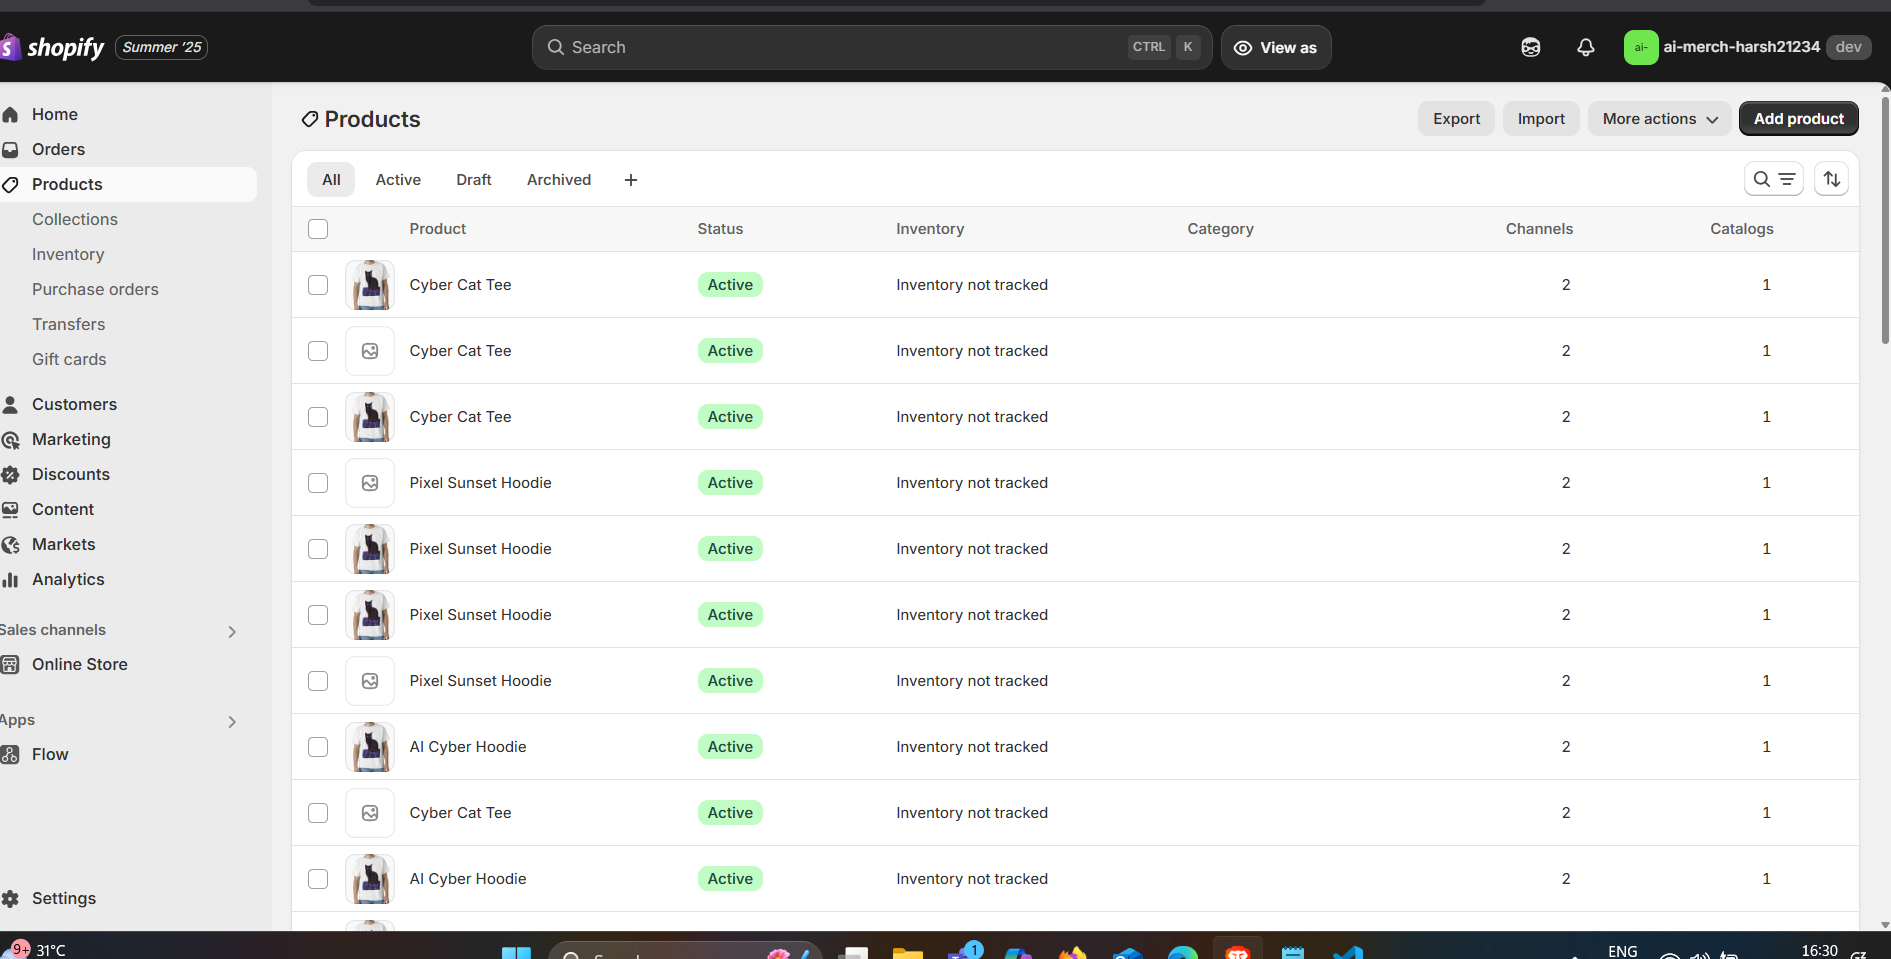 shopify Summer '25 Search CTRL K View as ai- ai-merch-harsh21234 dev
Home
Orders
Products
Collections
Inventory
Purchase orders
Transfers
Gift cards
Customers
Marketing
Discounts
Content
Markets
Analytics
Sales channels
Online Store
Apps
Flow
Settings
Products Export Import More actions Add product
All Active Draft Archived +
Product Status Inventory Category Channels Catalogs
Cyber Cat Tee Active Inventory not tracked 2 1
Cyber Cat Tee Active Inventory not tracked 2 1
Cyber Cat Tee Active Inventory not tracked 2 1
Pixel Sunset Hoodie Active Inventory not tracked 2 1
Pixel Sunset Hoodie Active Inventory not tracked 2 1
Pixel Sunset Hoodie Active Inventory not tracked 2 1
Pixel Sunset Hoodie Active Inventory not tracked 2 1
AI Cyber Hoodie Active Inventory not tracked 2 1
Cyber Cat Tee Active Inventory not tracked 2 1
AI Cyber Hoodie Active Inventory not tracked 2 1
9+ 31°C 1 ENG 16:30